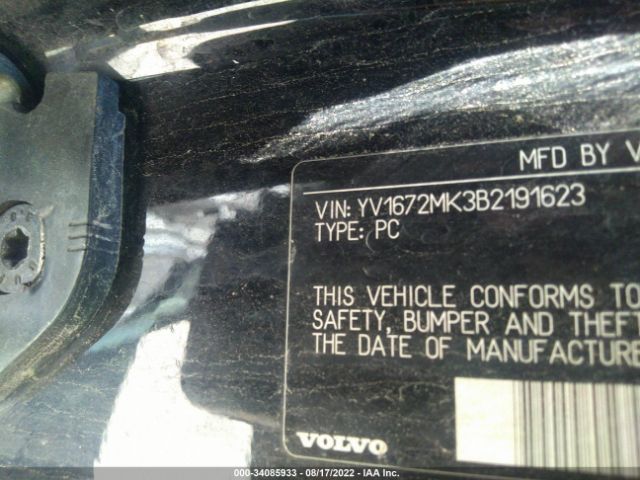 MFD BY V
VIN: YV1672MK3B2191623
TYPE: PC
THIS VEHICLE CONFORMS TO
SAFETY, BUMPER AND THEFT
THE DATE OF MANUFACTURE
VOLVO
000-34085933 - 08/17/2022 - IAA Inc.